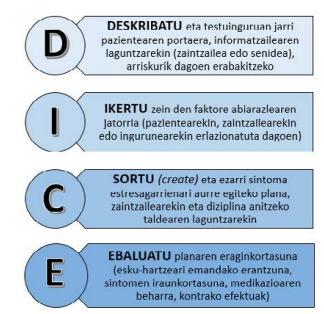 D
DESKRIBATU eta testuinguruan jarri
pazientearen portaera, informatzailearen
laguntzarekin (zaintzailea edo senidea),
arriskurik dagoen erabakitzeko
I
IKERTU zein den faktore abiarazlearen
jatorria (pazientearekin, zaintzailearekin
edo ingurunearekin erlazionatuta dagoen)
C
SORTU (create) eta ezarri sintoma
estresagarrienari aurre egiteko plana,
zaintzailearekin eta diziplina anitzeko
taldearen laguntzarekin
E
EBALUATU planaren eraginkortasuna
(esku-hartzeari emandako erantzuna,
sintomen iraunkortasuna, medikazioaren
beharra, kontrako efektuak)